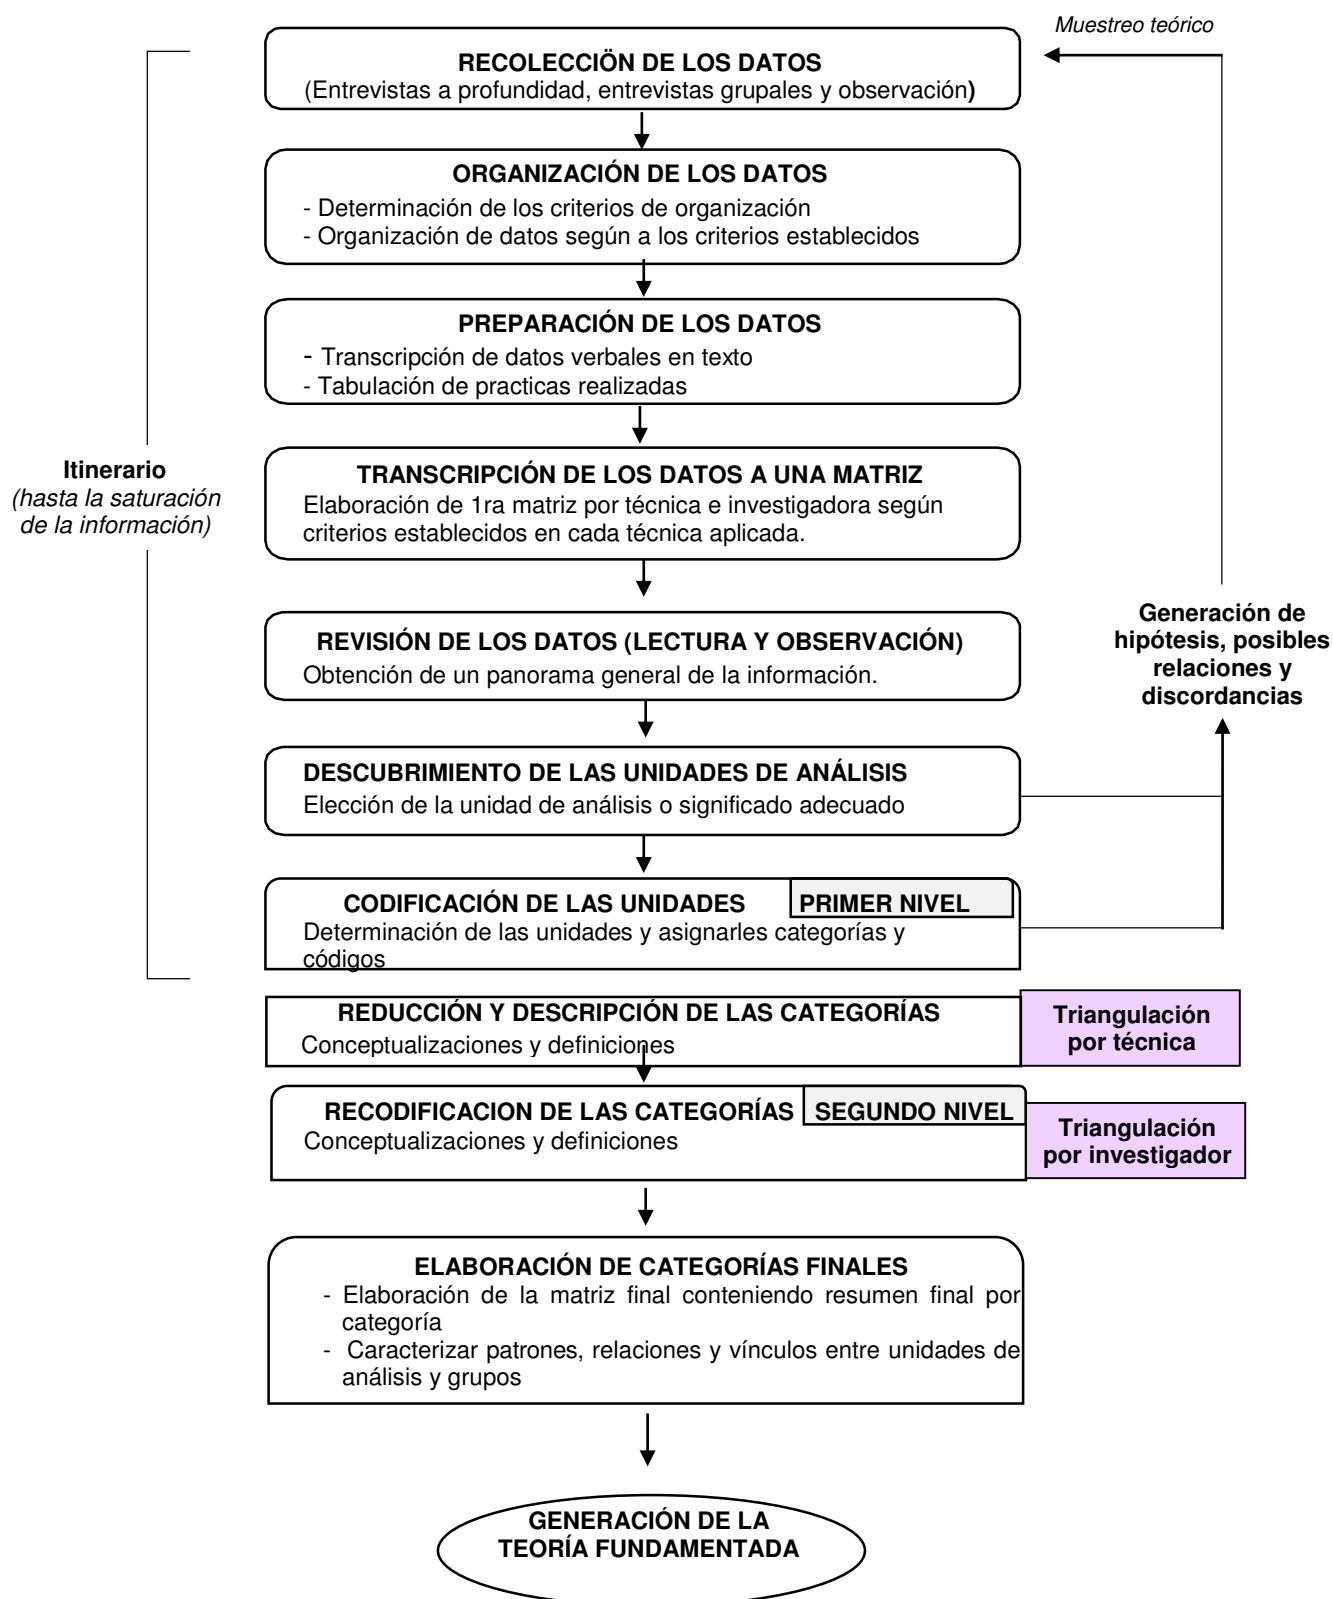 Muestreo teórico
RECOLECCÏÓN DE LOS DATOS
(Entrevistas a profundidad, entrevistas grupales y observación)
ORGANIZACIÓN DE LOS DATOS
- Determinación de los criterios de organización
- Organización de datos según a los criterios establecidos
PREPARACIÓN DE LOS DATOS
- Transcripción de datos verbales en texto
- Tabulación de practicas realizadas
Itinerario
(hasta la saturación
de la información)
TRANSCRIPCIÓN DE LOS DATOS A UNA MATRIZ
Elaboración de 1ra matriz por técnica e investigadora según
criterios establecidos en cada técnica aplicada.
REVISIÓN DE LOS DATOS (LECTURA Y OBSERVACIÓN)
Obtención de un panorama general de la información.
Generación de
hipótesis, posibles
relaciones y
discordancias
DESCUBRIMIENTO DE LAS UNIDADES DE ANÁLISIS
Elección de la unidad de análisis o significado adecuado
CODIFICACIÓN DE LAS UNIDADES PRIMER NIVEL
Determinación de las unidades y asignarles categorías y
códigos
REDUCCIÓN Y DESCRIPCIÓN DE LAS CATEGORÍAS
Conceptualizaciones y definiciones
Triangulación
por técnica
RECODIFICACION DE LAS CATEGORÍAS SEGUNDO NIVEL
Conceptualizaciones y definiciones
Triangulación
por investigador
ELABORACIÓN DE CATEGORÍAS FINALES
- Elaboración de la matriz final conteniendo resumen final por
categoría
- Caracterizar patrones, relaciones y vínculos entre unidades de
análisis y grupos
GENERACIÓN DE LA
TEORÍA FUNDAMENTADA